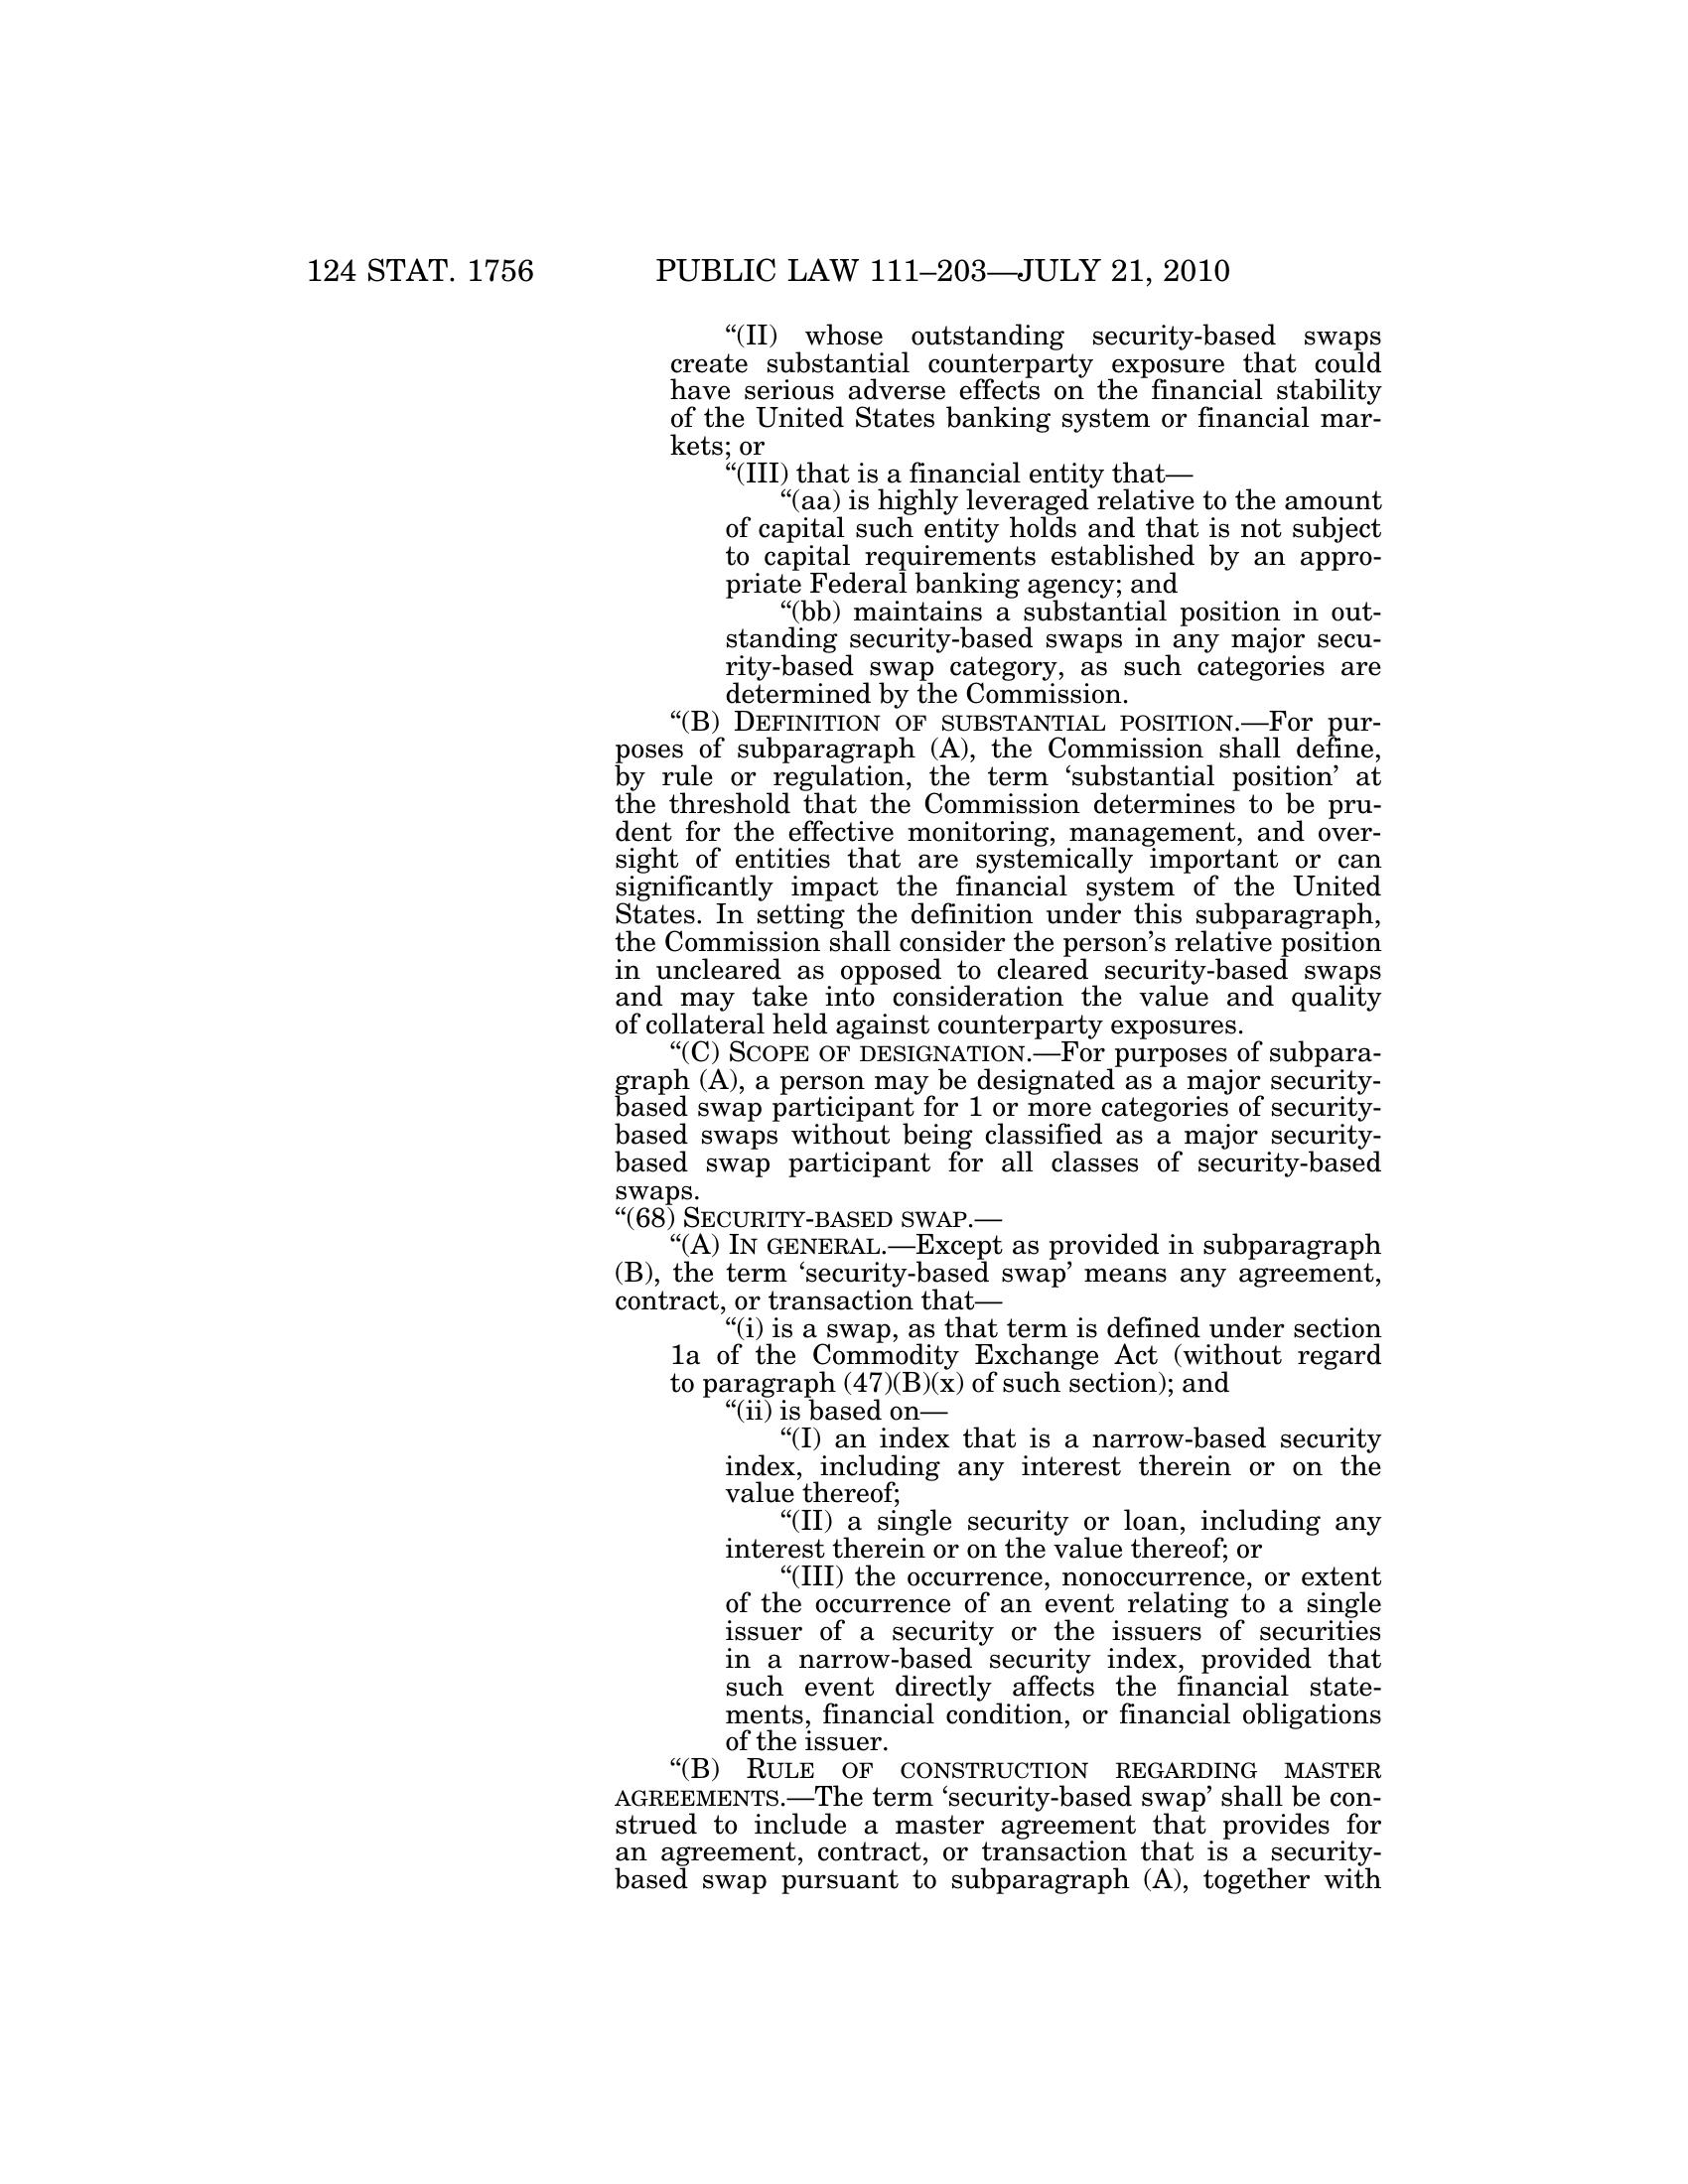 124 STAT. 1756 PUBLIC LAW 111–203—JULY 21, 2010
“(II) whose outstanding security-based swaps
create substantial counterparty exposure that could
have serious adverse effects on the financial stability
of the United States banking system or financial mar-
kets; or
“(III) that is a financial entity that—
“(aa) is highly leveraged relative to the amount
of capital such entity holds and that is not subject
to capital requirements established by an appro-
priate Federal banking agency; and
“(bb) maintains a substantial position in out-
standing security-based swaps in any major secu-
rity-based swap category, as such categories are
determined by the Commission.
“(B) DEFINITION OF SUBSTANTIAL POSITION.—For pur-
poses of subparagraph (A), the Commission shall define,
by rule or regulation, the term ‘substantial position’ at
the threshold that the Commission determines to be pru-
dent for the effective monitoring, management, and over-
sight of entities that are systemically important or can
significantly impact the financial system of the United
States. In setting the definition under this subparagraph,
the Commission shall consider the person’s relative position
in uncleared as opposed to cleared security-based swaps
and may take into consideration the value and quality
of collateral held against counterparty exposures.
“(C) SCOPE OF DESIGNATION.—For purposes of subpara-
graph (A), a person may be designated as a major security-
based swap participant for 1 or more categories of security-
based swaps without being classified as a major security-
based swap participant for all classes of security-based
swaps.
“(68) SECURITY-BASED SWAP.—
“(A) IN GENERAL.—Except as provided in subparagraph
(B), the term ‘security-based swap’ means any agreement,
contract, or transaction that—
“(i) is a swap, as that term is defined under section
1a of the Commodity Exchange Act (without regard
to paragraph (47)(B)(x) of such section); and
“(ii) is based on—
“(I) an index that is a narrow-based security
index, including any interest therein or on the
value thereof;
“(II) a single security or loan, including any
interest therein or on the value thereof; or
“(III) the occurrence, nonoccurrence, or extent
of the occurrence of an event relating to a single
issuer of a security or the issuers of securities
in a narrow-based security index, provided that
such event directly affects the financial state-
ments, financial condition, or financial obligations
of the issuer.
“(B) RULE OF CONSTRUCTION REGARDING MASTER
AGREEMENTS.—The term ‘security-based swap’ shall be con-
strued to include a master agreement that provides for
an agreement, contract, or transaction that is a security-
based swap pursuant to subparagraph (A), together with